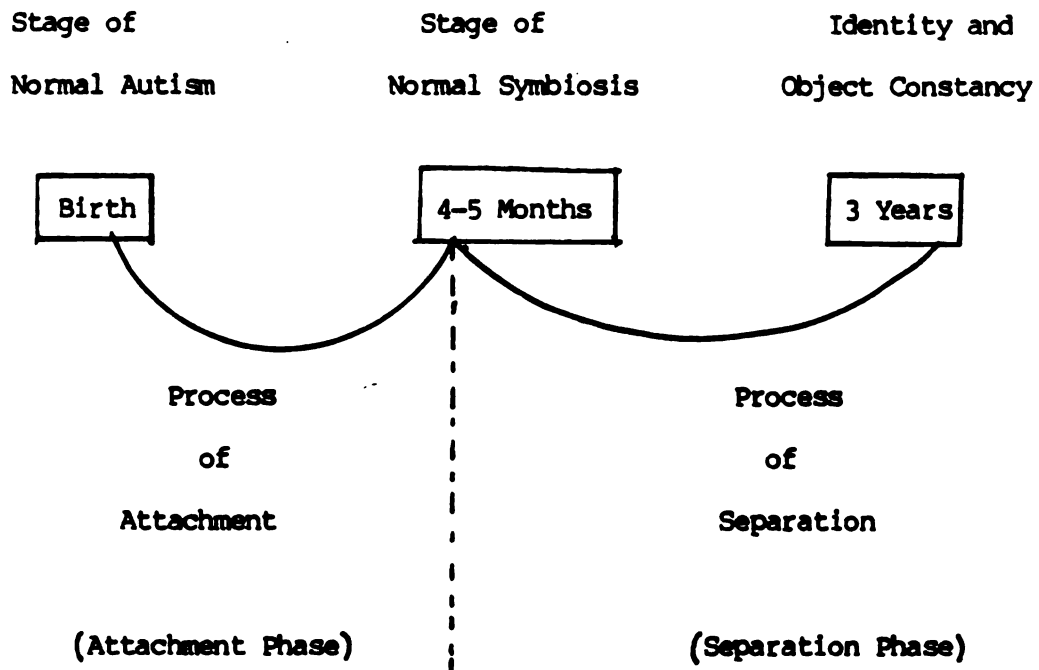 Stage of
Normal Autism
Stage of
Normal Symbiosis
Identity and
Object Constancy
Birth
4-5 Months
3 Years
Process
of
Attachment
(Attachment Phase)
Process
of
Separation
(Separation Phase)